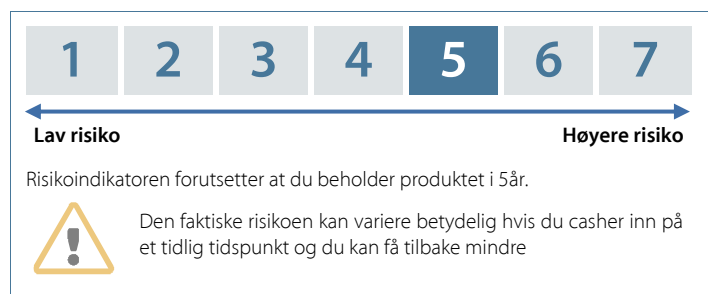 1 2 3 4 5 6 7
Lav risiko Høyere risiko
Risikoindikatoren forutsetter at du beholder produktet i 5år.
Den faktiske risikoen kan variere betydelig hvis du casher inn på
et tidlig tidspunkt og du kan få tilbake mindre